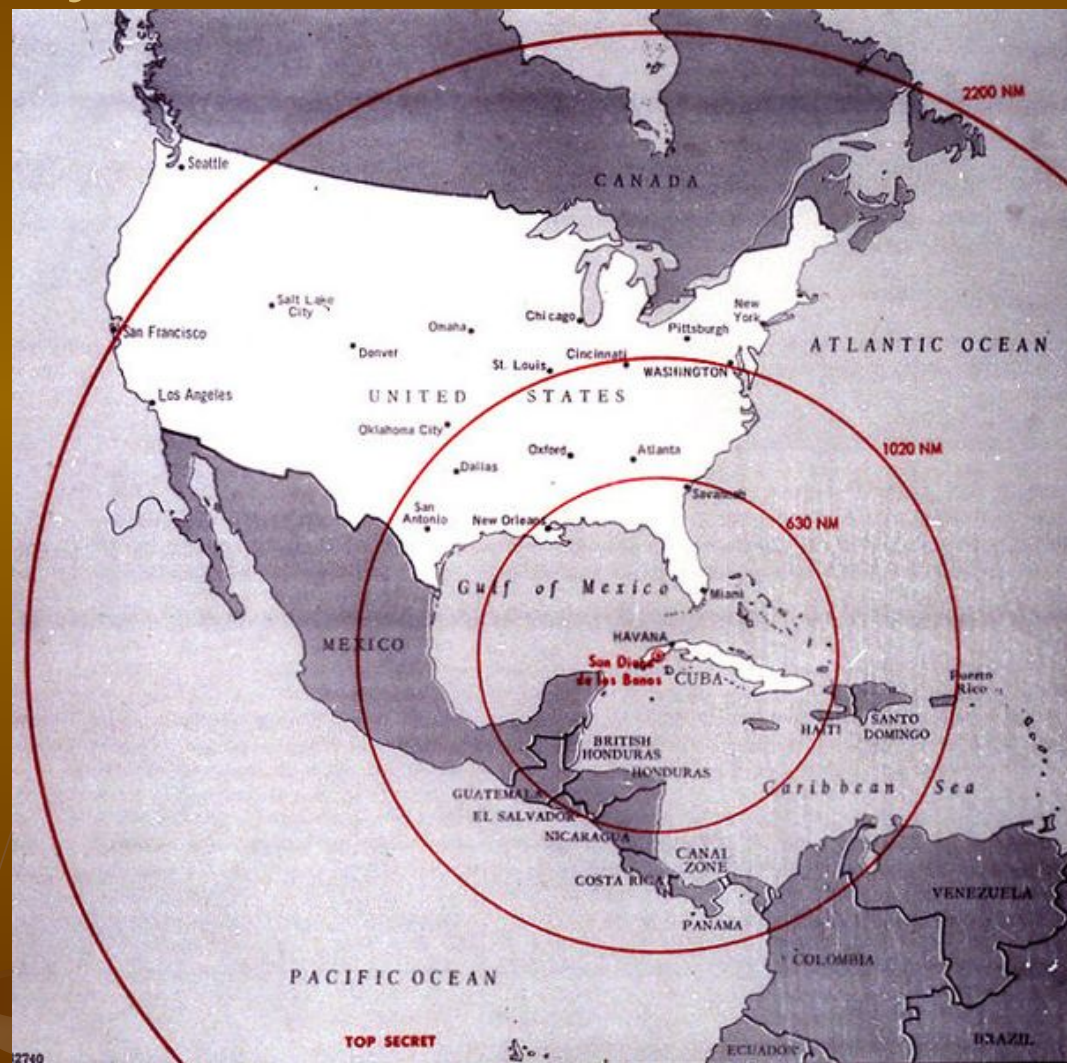 2200 NM
Seattle
CANADA
Salt Lake
City
San Francisco
Omaha
Chicago
New
York
Pittsburgh
Denver
St. Louis
Cincinnati
WASHINGTON
ATLANTIC OCEAN
Los Angeles
UNITED STATES
Oklahoma City
1020 NM
Dallas
Oxford
Atlanta
San
Antonio
New Orleans
Savannah
630 NM
Gulf of Mexico
Miami
MEXICO
HAVANA
San Diego
de los Banos
CUBA
Puerto
Rico
HAITI
SANTO
DOMINGO
BRITISH
HONDURAS
HONDURAS
GUATEMALA
EL SALVADOR
NICARAGUA
Caribbean Sea
COSTA RICA
CANAL
ZONE
PANAMA
VENEZUELA
COLOMBIA
PACIFIC OCEAN
TOP SECRET
ECUADOR
BRAZIL